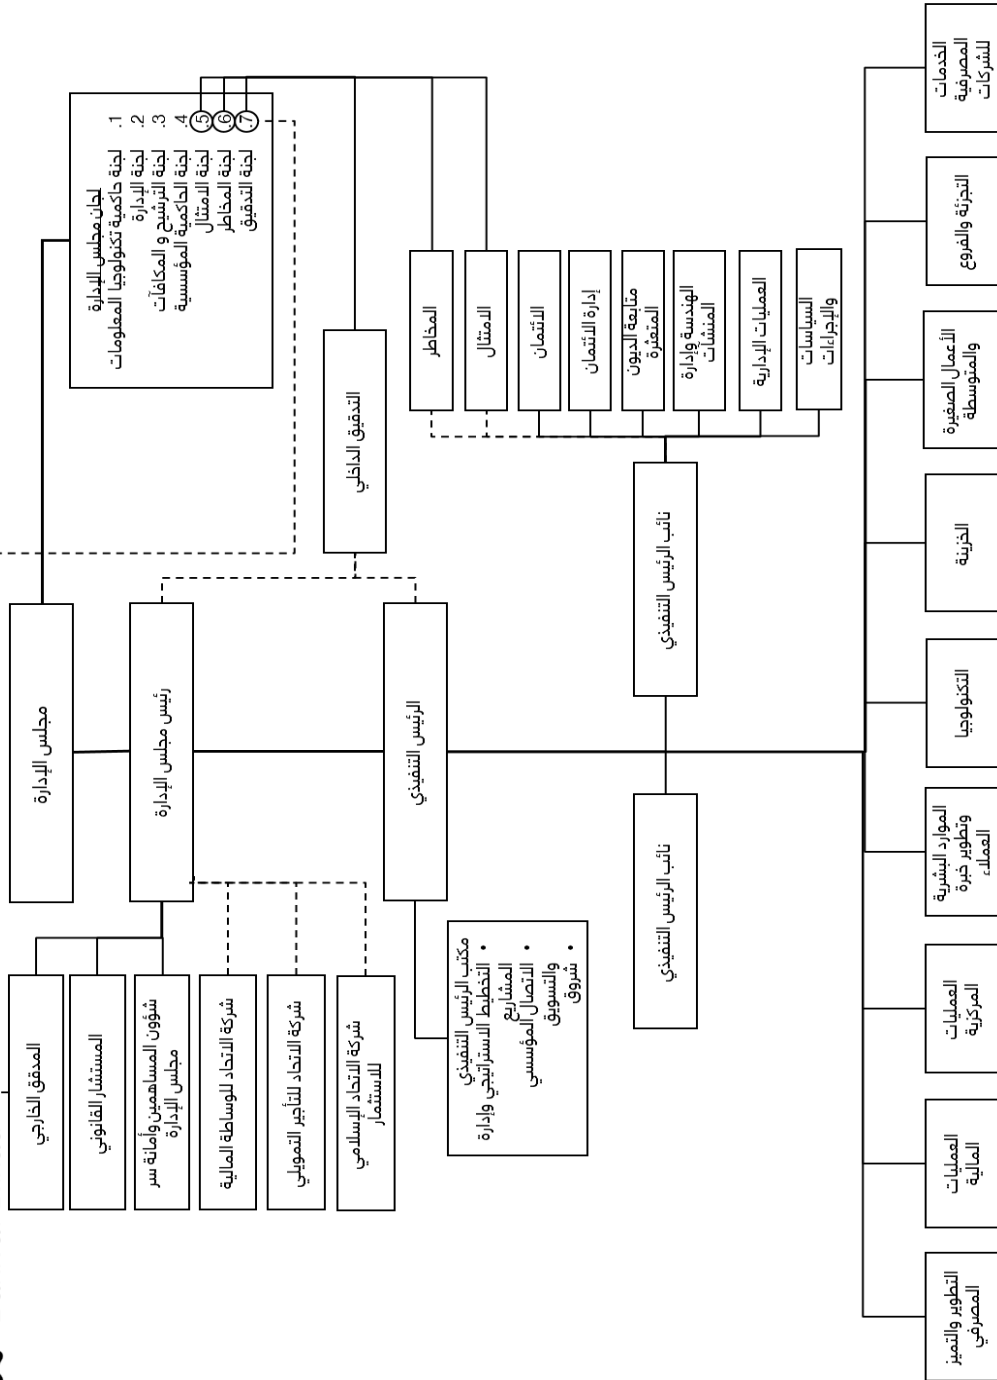 مجلس الإدارة
لجان مجلس الإدارة
1. لجنة حاكمية تكنولوجيا المعلومات
2. لجنة الإدارة
3. لجنة الترشيح و المكافآت
4. لجنة الحاكمية المؤسسية
5. لجنة الامتثال
6. لجنة المخاطر
7. لجنة التدقيق
رئيس مجلس الإدارة
المدقق الخارجي
المستشار القانوني
شؤون المساهمين وأمانة سر
مجلس الإدارة
شركة الاتحاد للوساطة المالية
شركة الاتحاد للتأجير التمويلي
شركة الاتحاد الإسلامي
للاستثمار
التدقيق الداخلي
الرئيس التنفيذي
مكتب الرئيس التنفيذي
• التخطيط الاستراتيجي وإدارة
المشاريع
• الاتصال المؤسسي
والتسويق
• شروق
المخاطر
الامتثال
الائتمان
إدارة الائتمان
متابعة الديون
المتعثرة
الهندسة وإدارة
المنشآت
العمليات الإدارية
السياسات
والإجراءات
نائب الرئيس التنفيذي
نائب الرئيس التنفيذي
الخدمات
المصرفية
للشركات
التجزئة والفروع
الأعمال الصغيرة
والمتوسطة
الخزينة
التكنولوجيا
الموارد البشرية
وتطوير خبرة
العملاء
العمليات
المركزية
العمليات
المالية
التطوير والتميز
المصرفي